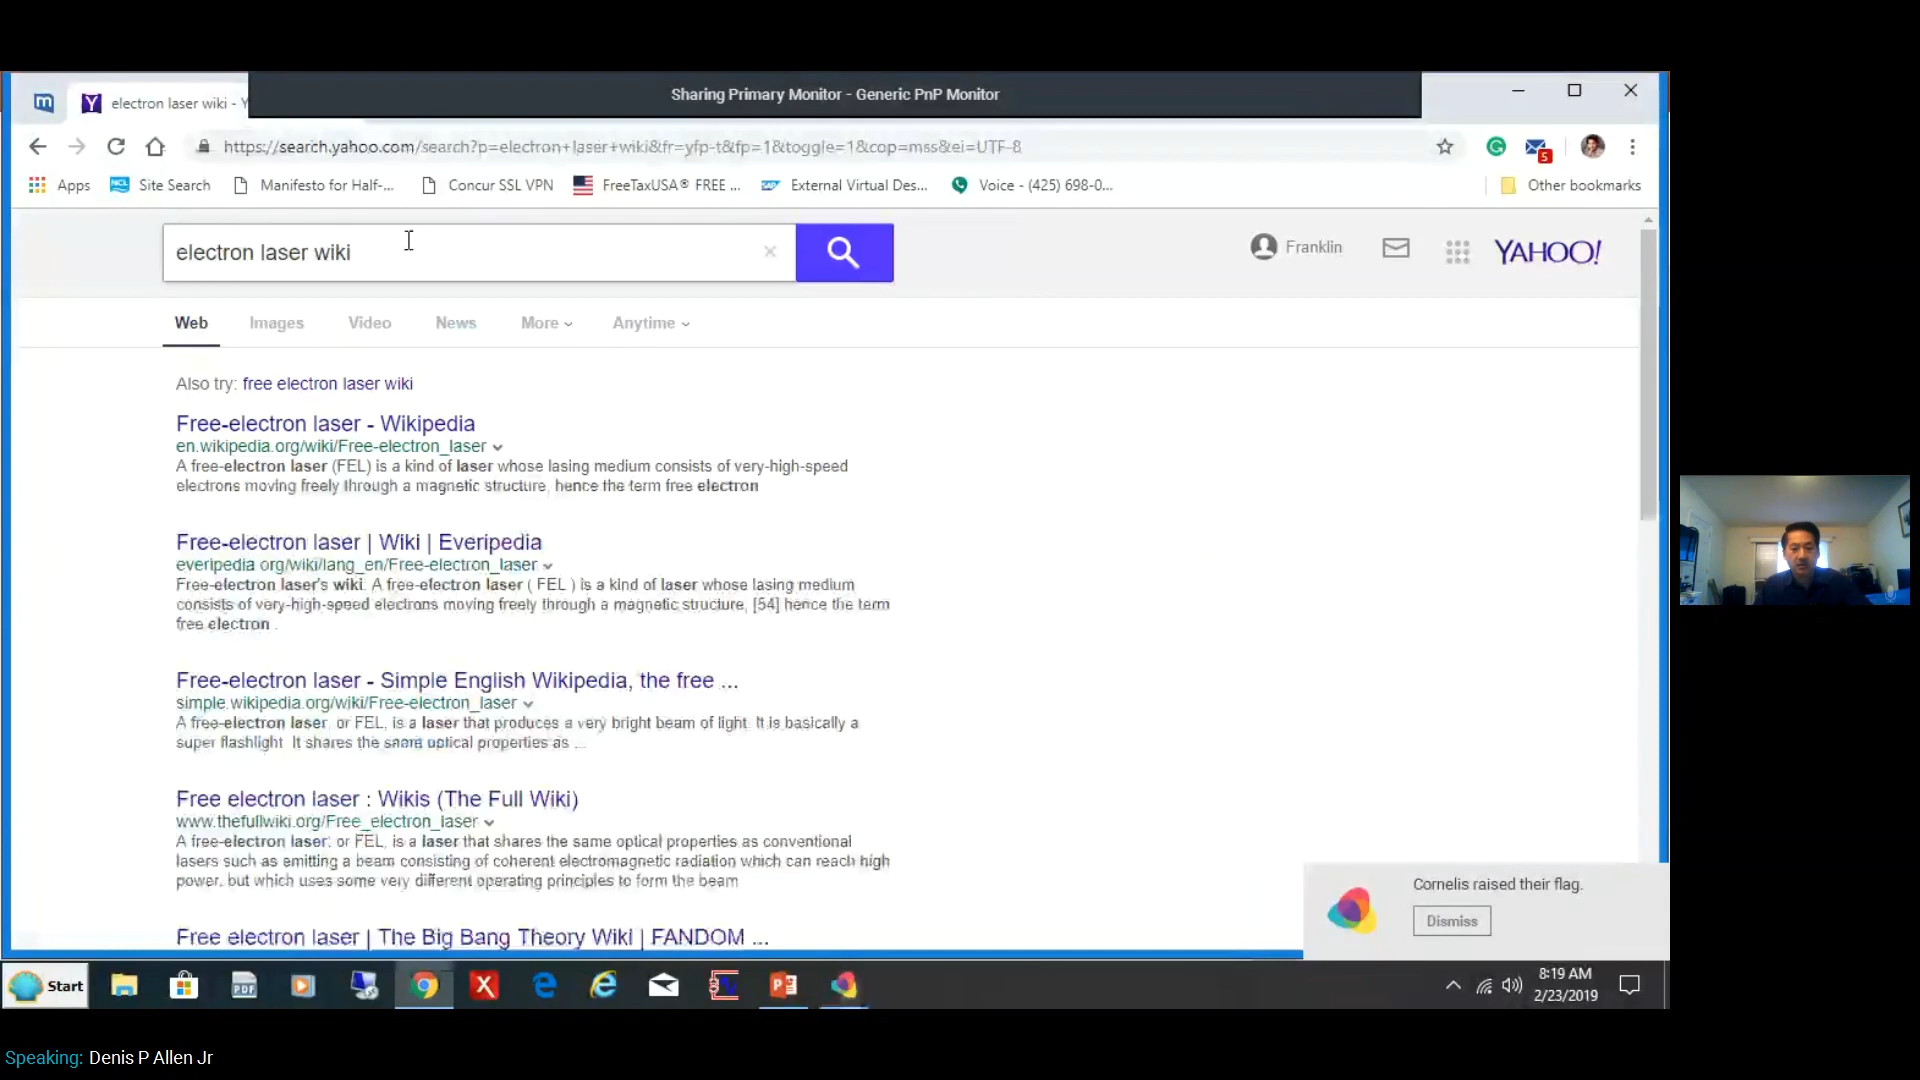 Sharing Primary Monitor - Generic PnP Monitor
electron laser wiki - Y
https://search.yahoo.com/search?p=electron+laser+wiki&fr=yfp-t&fp=1&toggle=1&cop=mss&ei=UTF-8
5
Apps
NCL Site Search
Manifesto for Half-...
Concur SSL VPN
FreeTaxUSA® FREE ...
SAP External Virtual Des...
Voice - (425) 698-0...
Other bookmarks
electron laser wiki
Franklin
YAHOO!
Web Images Video News More Anytime
Also try: free electron laser wiki
Free-electron laser - Wikipedia
en.wikipedia.org/wiki/Free-electron_laser
A free-electron laser (FEL) is a kind of laser whose lasing medium consists of very-high-speed
electrons moving freely through a magnetic structure, hence the term free electron
Free-electron laser | Wiki | Everipedia
everipedia.org/wiki/lang_en/Free-electron_laser
Free-electron laser's wiki. A free-electron laser ( FEL ) is a kind of laser whose lasing medium
consists of very-high-speed electrons moving freely through a magnetic structure, [54] hence the term
free electron .
Free-electron laser - Simple English Wikipedia, the free ...
simple.wikipedia.org/wiki/Free-electron_laser
A free-electron laser, or FEL, is a laser that produces a very bright beam of light. It is basically a
super flashlight. It shares the same optical properties as ...
Free electron laser : Wikis (The Full Wiki)
www.thefullwiki.org/Free_electron_laser
A free-electron laser, or FEL, is a laser that shares the same optical properties as conventional
lasers such as emitting a beam consisting of coherent electromagnetic radiation which can reach high
power, but which uses some very different operating principles to form the beam
Free electron laser | The Big Bang Theory Wiki | FANDOM ...
Cornelis raised their flag.
Dismiss
Start
PDF
8:19 AM
2/23/2019
Speaking: Denis P Allen Jr